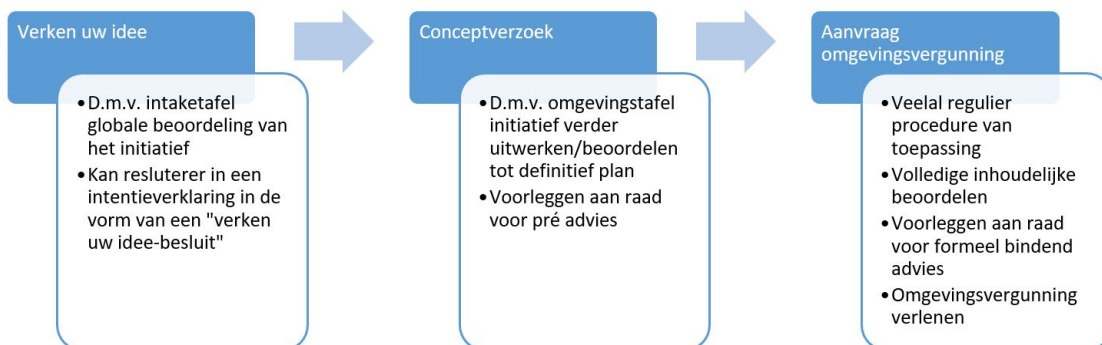 Verken uw idee
• D.m.v. intaketafel
globale beoordeling van
het initiatief
• Kan resluterer in een
intentieverklaring in de
vorm van een "verken
uw idee-besluit"
Conceptverzoek
• D.m.v. omgevingstafel
initiatief verder
uitwerken/beoordelen
tot definitief plan
• Voorleggen aan raad
voor pré advies
Aanvraag
omgevingsvergunning
• Veelal regulier
procedure van
toepassing
• Volledige inhoudelijke
beoordelen
• Voorleggen aan raad
voor formeel bindend
advies
• Omgevingsvergunning
verlenen